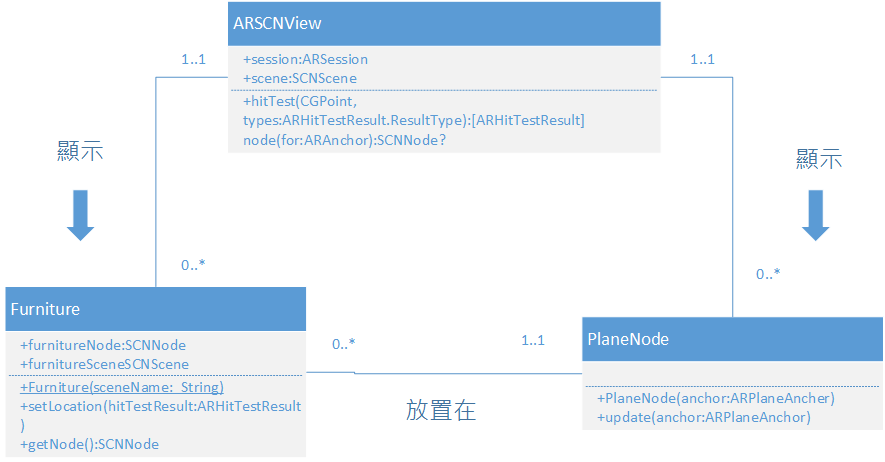 ARSCNView
+session:ARSession
+scene:SCNScene
+hitTest(CGPoint,
types:ARHitTestResult.ResultType):[ARHitTestResult]
node(for:ARAnchor):SCNNode?
1..1
1..1
顯示
顯示
0..*
0..*
Furniture
+furnitureNode:SCNNode
+furnitureSceneSCNScene
+Furniture(sceneName: String)
+setLocation(hitTestResult:ARHitTestResult
)
+getNode():SCNNode
0..*
1..1
放置在
PlaneNode
+PlaneNode(anchor:ARPlaneAncher)
+update(anchor:ARPlaneAnchor)